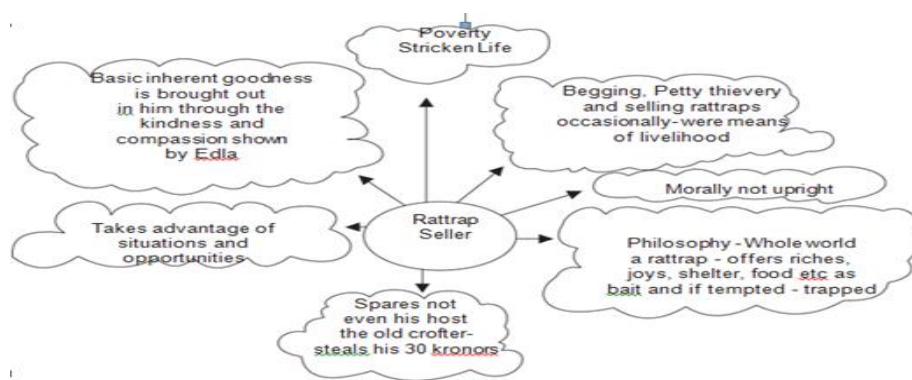 Poverty
Stricken Life
Basic inherent goodness
is brought out
in him through the
kindness and
compassion shown
by Edla
Begging, Petty thievery
and selling rattraps
occasionally-were means
of livelihood
Morally not upright
Rattrap
Seller
Takes advantage of
situations and
opportunities
Philosophy - Whole world
a rattrap - offers riches,
joys, shelter, food etc as
bait and if tempted - trapped
Spares not
even his host
the old crofter-
steals his 30 kronors